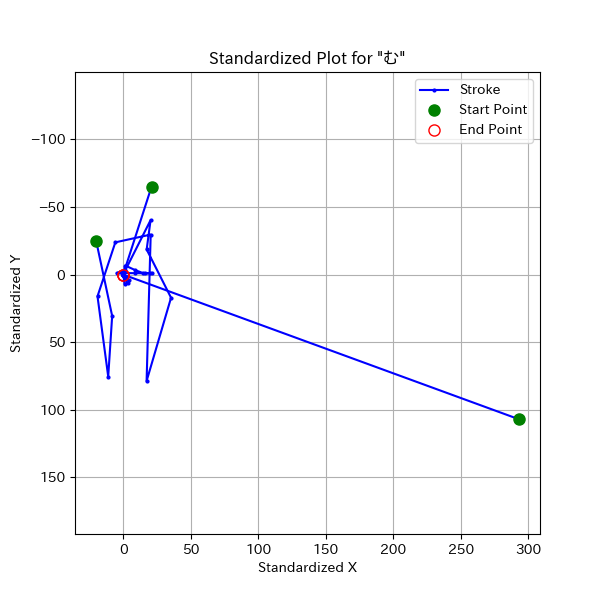 Standardized Plot for "む"
Stroke
Start Point
End Point
−100
−50
0
50
100
150
Standardized Y
0 50 100 150 200 250 300
Standardized X